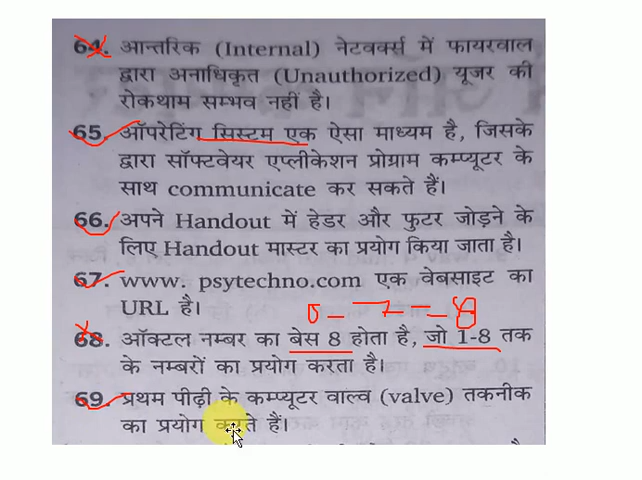 64. आन्तरिक (Internal) नेटवर्क्स में फायरवाल
द्वारा अनाधिकृत (Unauthorized) यूजर की
रोकथाम सम्भव नहीं है।
65. ऑपरेटिंग सिस्टम एक ऐसा माध्यम है, जिसके
द्वारा सॉफ्टवेयर एप्लीकेशन प्रोग्राम कम्प्यूटर के
साथ communicate कर सकते हैं।
66. अपने Handout में हेडर और फुटर जोड़ने के
लिए Handout मास्टर का प्रयोग किया जाता है।
67. www. psytechno.com एक वेबसाइट का
URL है।
0 - 7 - - 8
68. ऑक्टल नम्बर का बेस 8 होता है, जो 1-8 तक
के नम्बरों का प्रयोग करता है।
69. प्रथम पीढ़ी के कम्प्यूटर वाल्व (valve) तकनीक
का प्रयोग करते हैं।